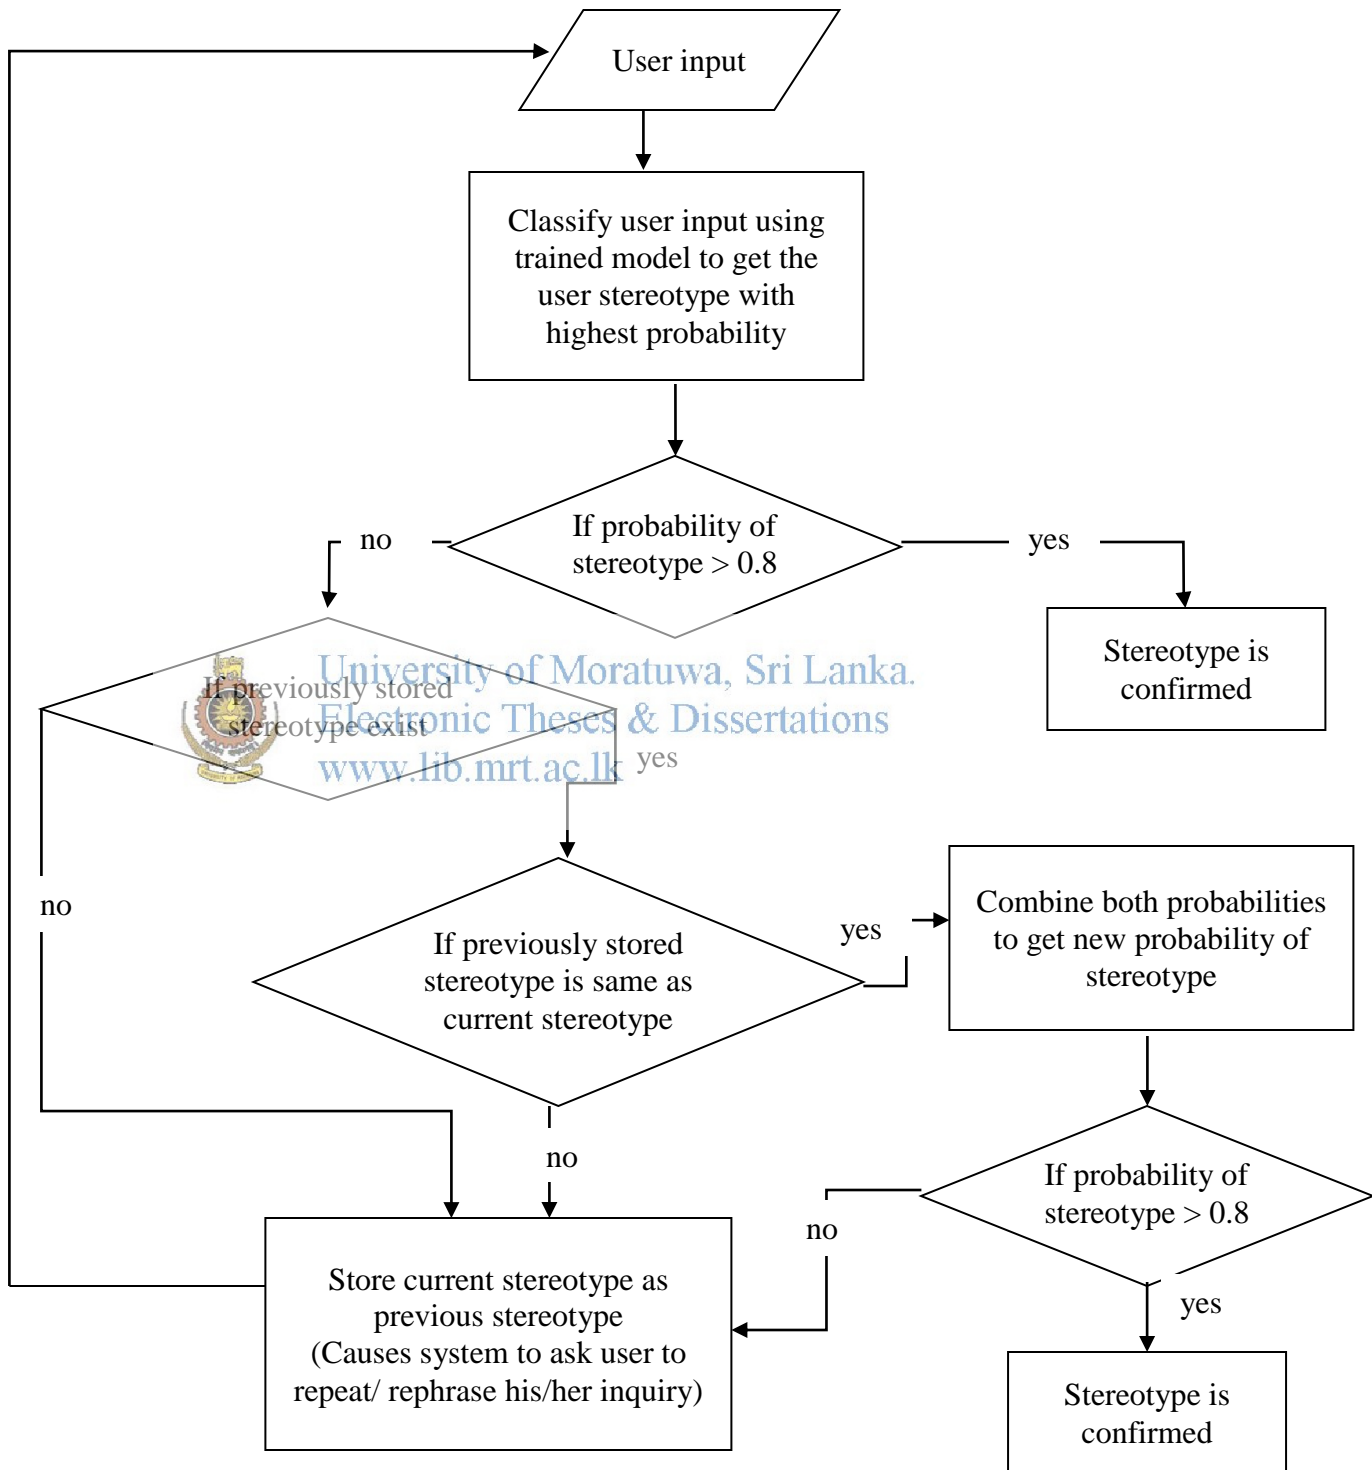 User input
Classify user input using
trained model to get the
user stereotype with
highest probability
If probability of
stereotype > 0.8
no
yes
Stereotype is
confirmed
University of Moratuwa, Sri Lanka.
Electronic Theses & Dissertations
www.lib.mrt.ac.lk
If previously stored
stereotype exist
yes
no
If previously stored
stereotype is same as
current stereotype
yes
Combine both probabilities
to get new probability of
stereotype
no
If probability of
stereotype > 0.8
no
yes
Store current stereotype as
previous stereotype
(Causes system to ask user to
repeat/ rephrase his/her inquiry)
Stereotype is
confirmed